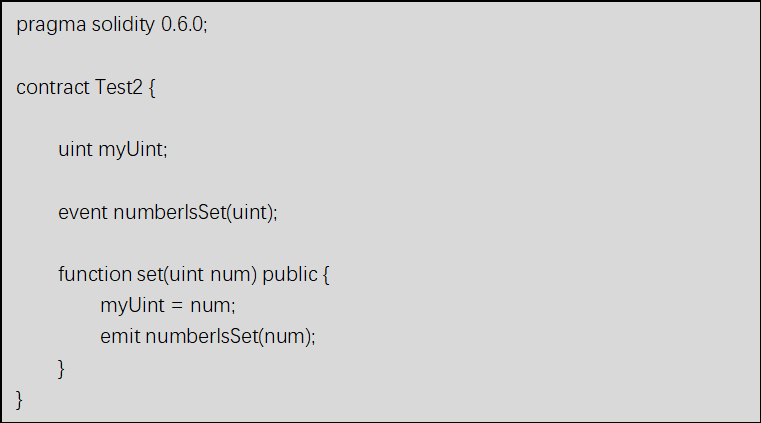 pragma solidity 0.6.0;
contract Test2 {
uint myUint;
event numberIsSet(uint);
function set(uint num) public {
myUint = num;
emit numberIsSet(num);
}
}